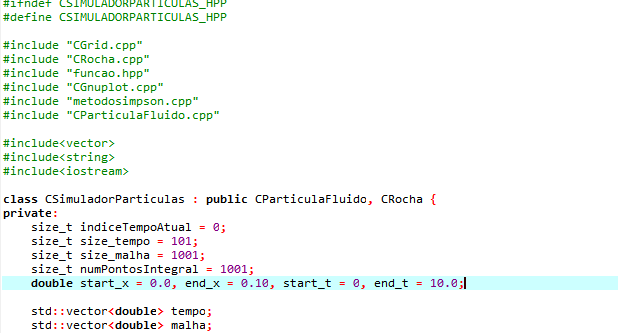 #ifndef CSIMULADORPARTICULAS_HPP
#define CSIMULADORPARTICULAS_HPP
#include "CGrid.cpp"
#include "CRocha.cpp"
#include "funcao.hpp"
#include "CGnuplot.cpp"
#include "metodosimpson.cpp"
#include "CParticulaFluido.cpp"
#include<vector>
#include<string>
#include<iostream>
class CSimuladorParticulas : public CParticulaFluido, CRocha {
private:
size_t indiceTempoAtual = 0;
size_t size_tempo = 101;
size_t size_malha = 1001;
size_t numPontosIntegral = 1001;
double start_x = 0.0, end_x = 0.10, start_t = 0, end_t = 10.0;
std::vector<double> tempo;
std::vector<double> malha;